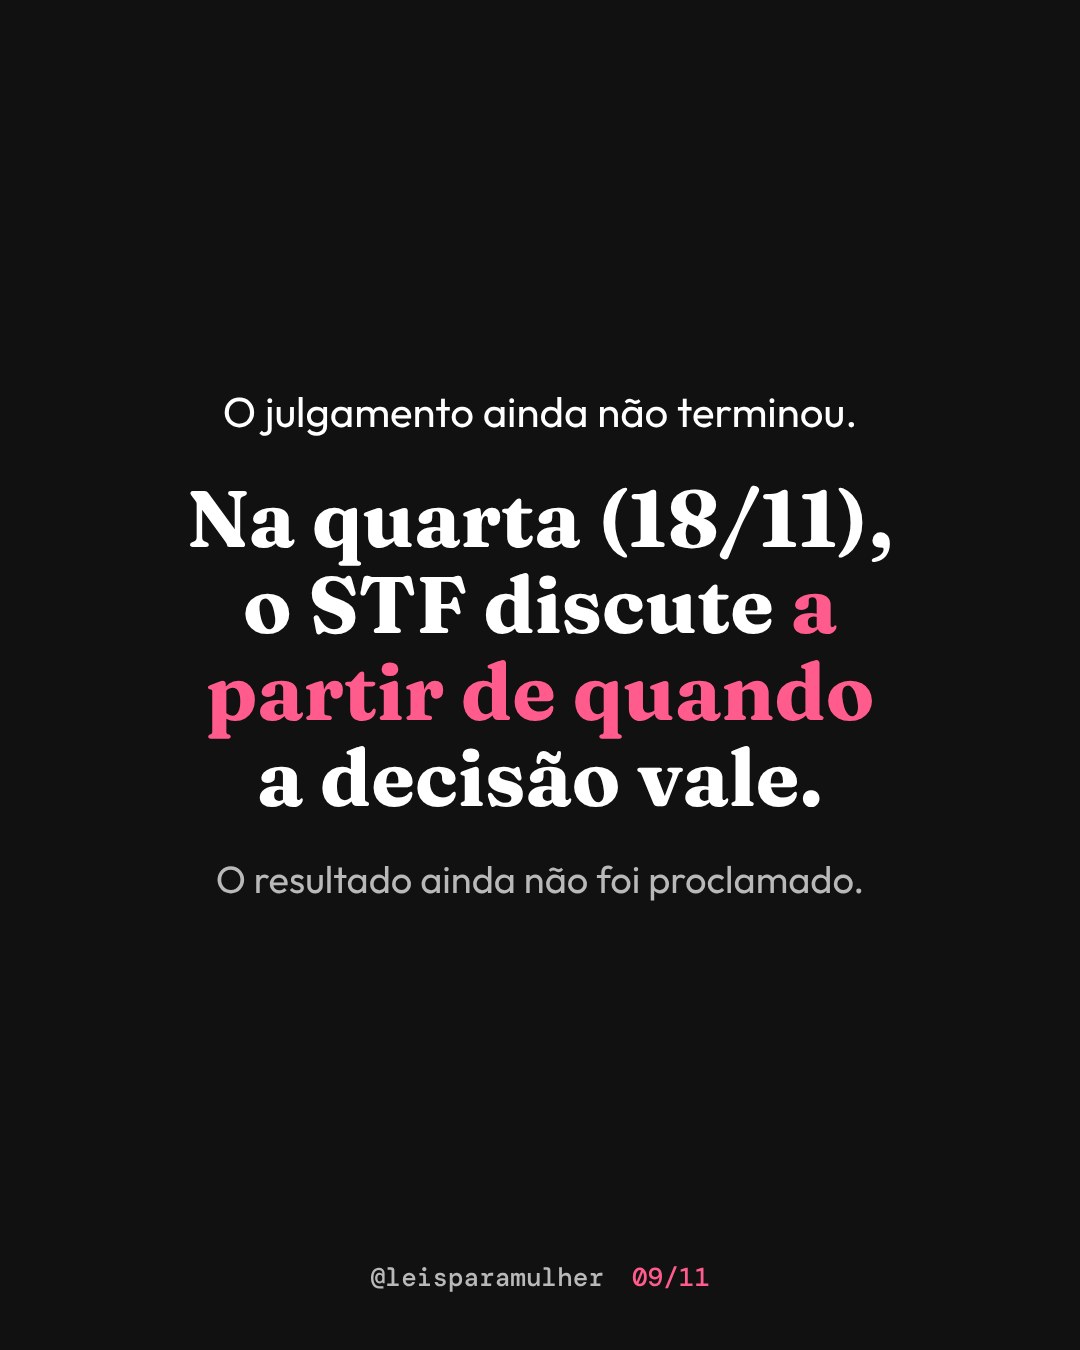 O julgamento ainda não terminou.
Na quarta (18/11),
o STF discute a
partir de quando
a decisão vale.
O resultado ainda não foi proclamado.
@leisparamulher 09/11